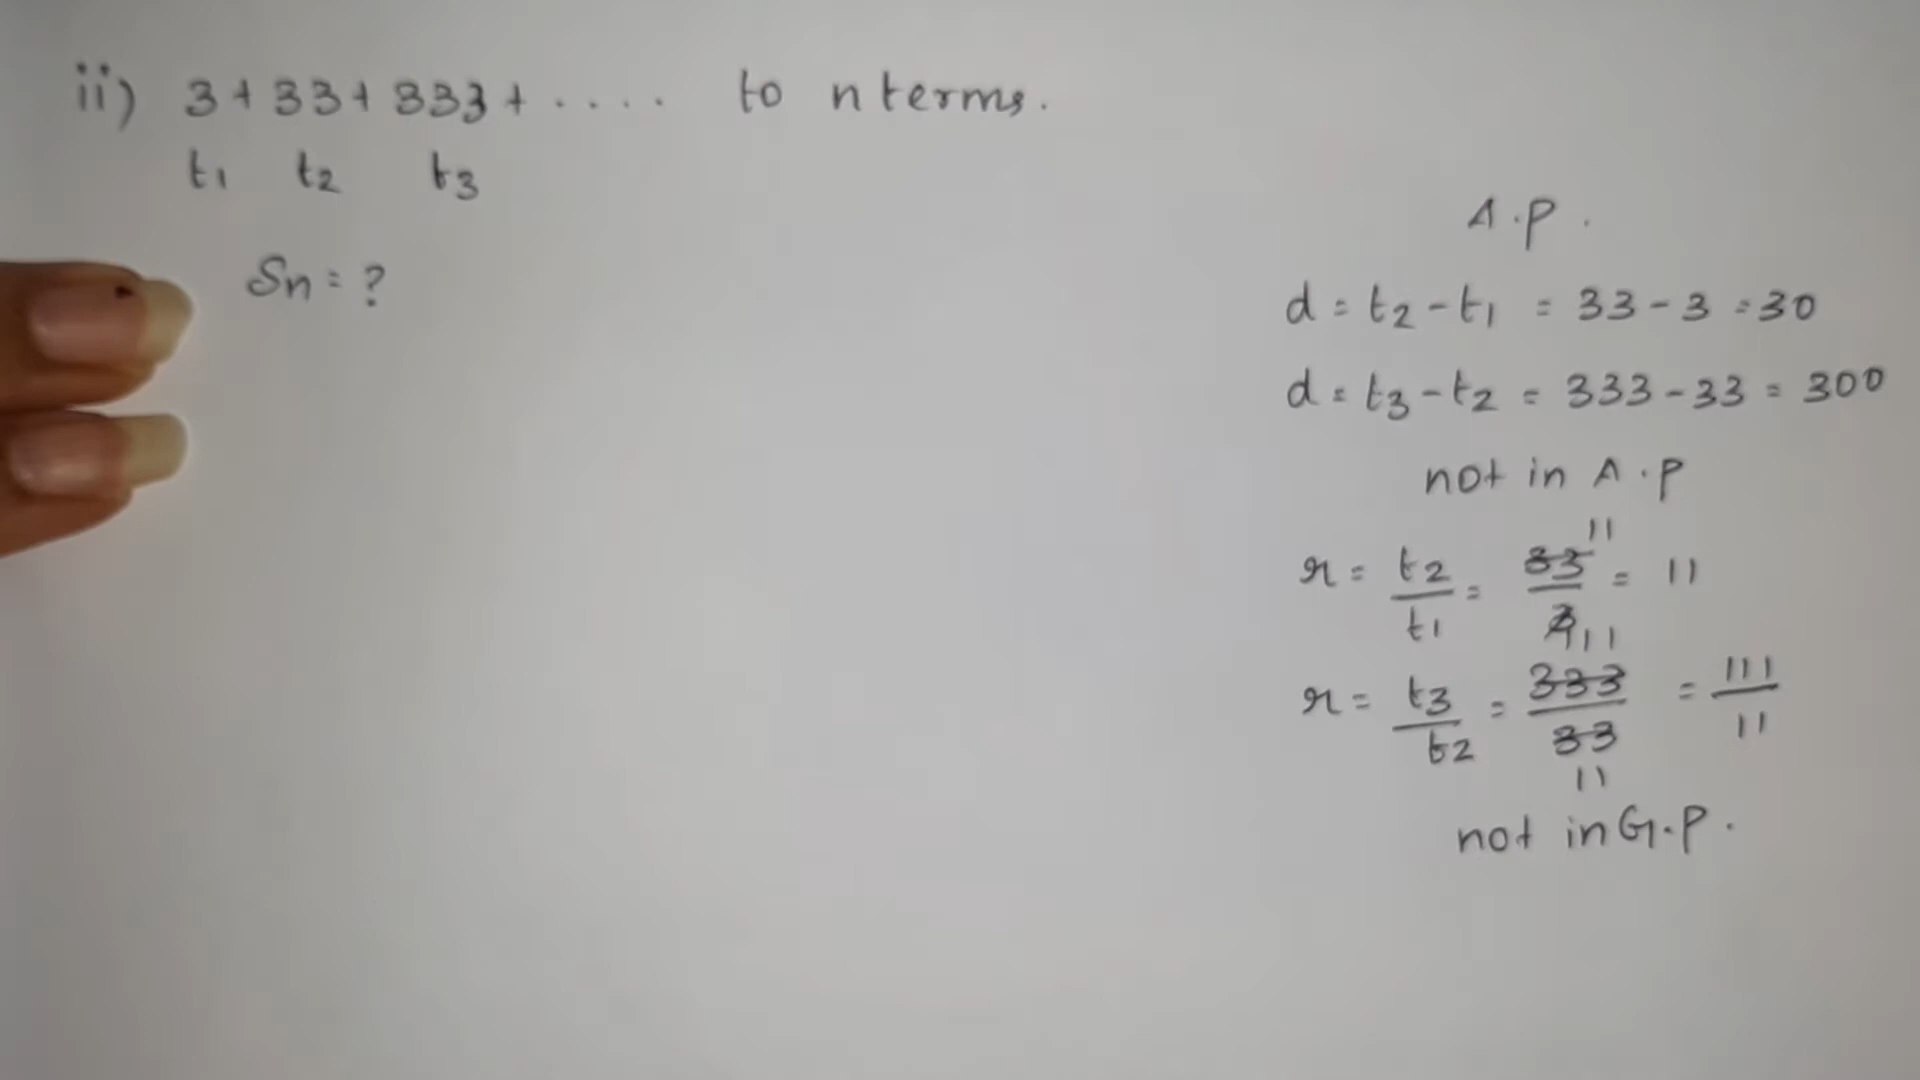 ii) 3 + 33 + 333 + .... to n terms.
t1 t2 t3
Sn = ?
A.P.
d = t2 - t1 = 33 - 3 = 30
d = t3 - t2 = 333 - 33 = 300
not in A.P
r = t2/t1 = 33/3 = 11
11
r = t3/t2 = 333/33 = 111/11
111
11
not in G.P.